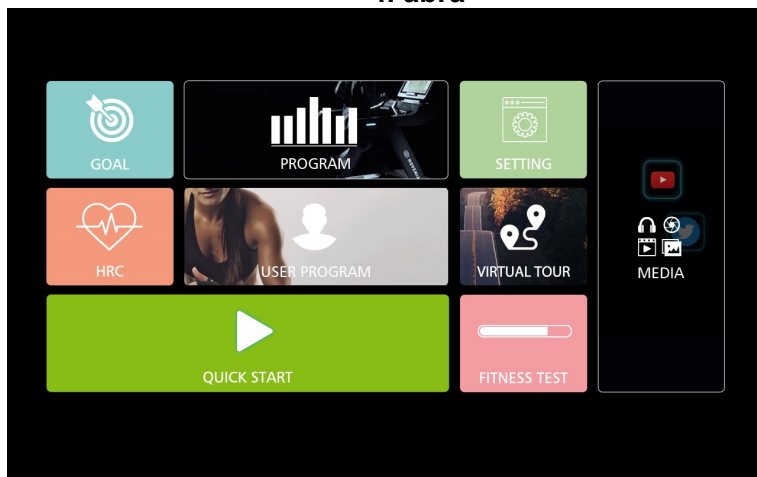 GOAL
PROGRAM
SETTING
HRC
USER PROGRAM
VIRTUAL TOUR
MEDIA
QUICK START
FITNESS TEST